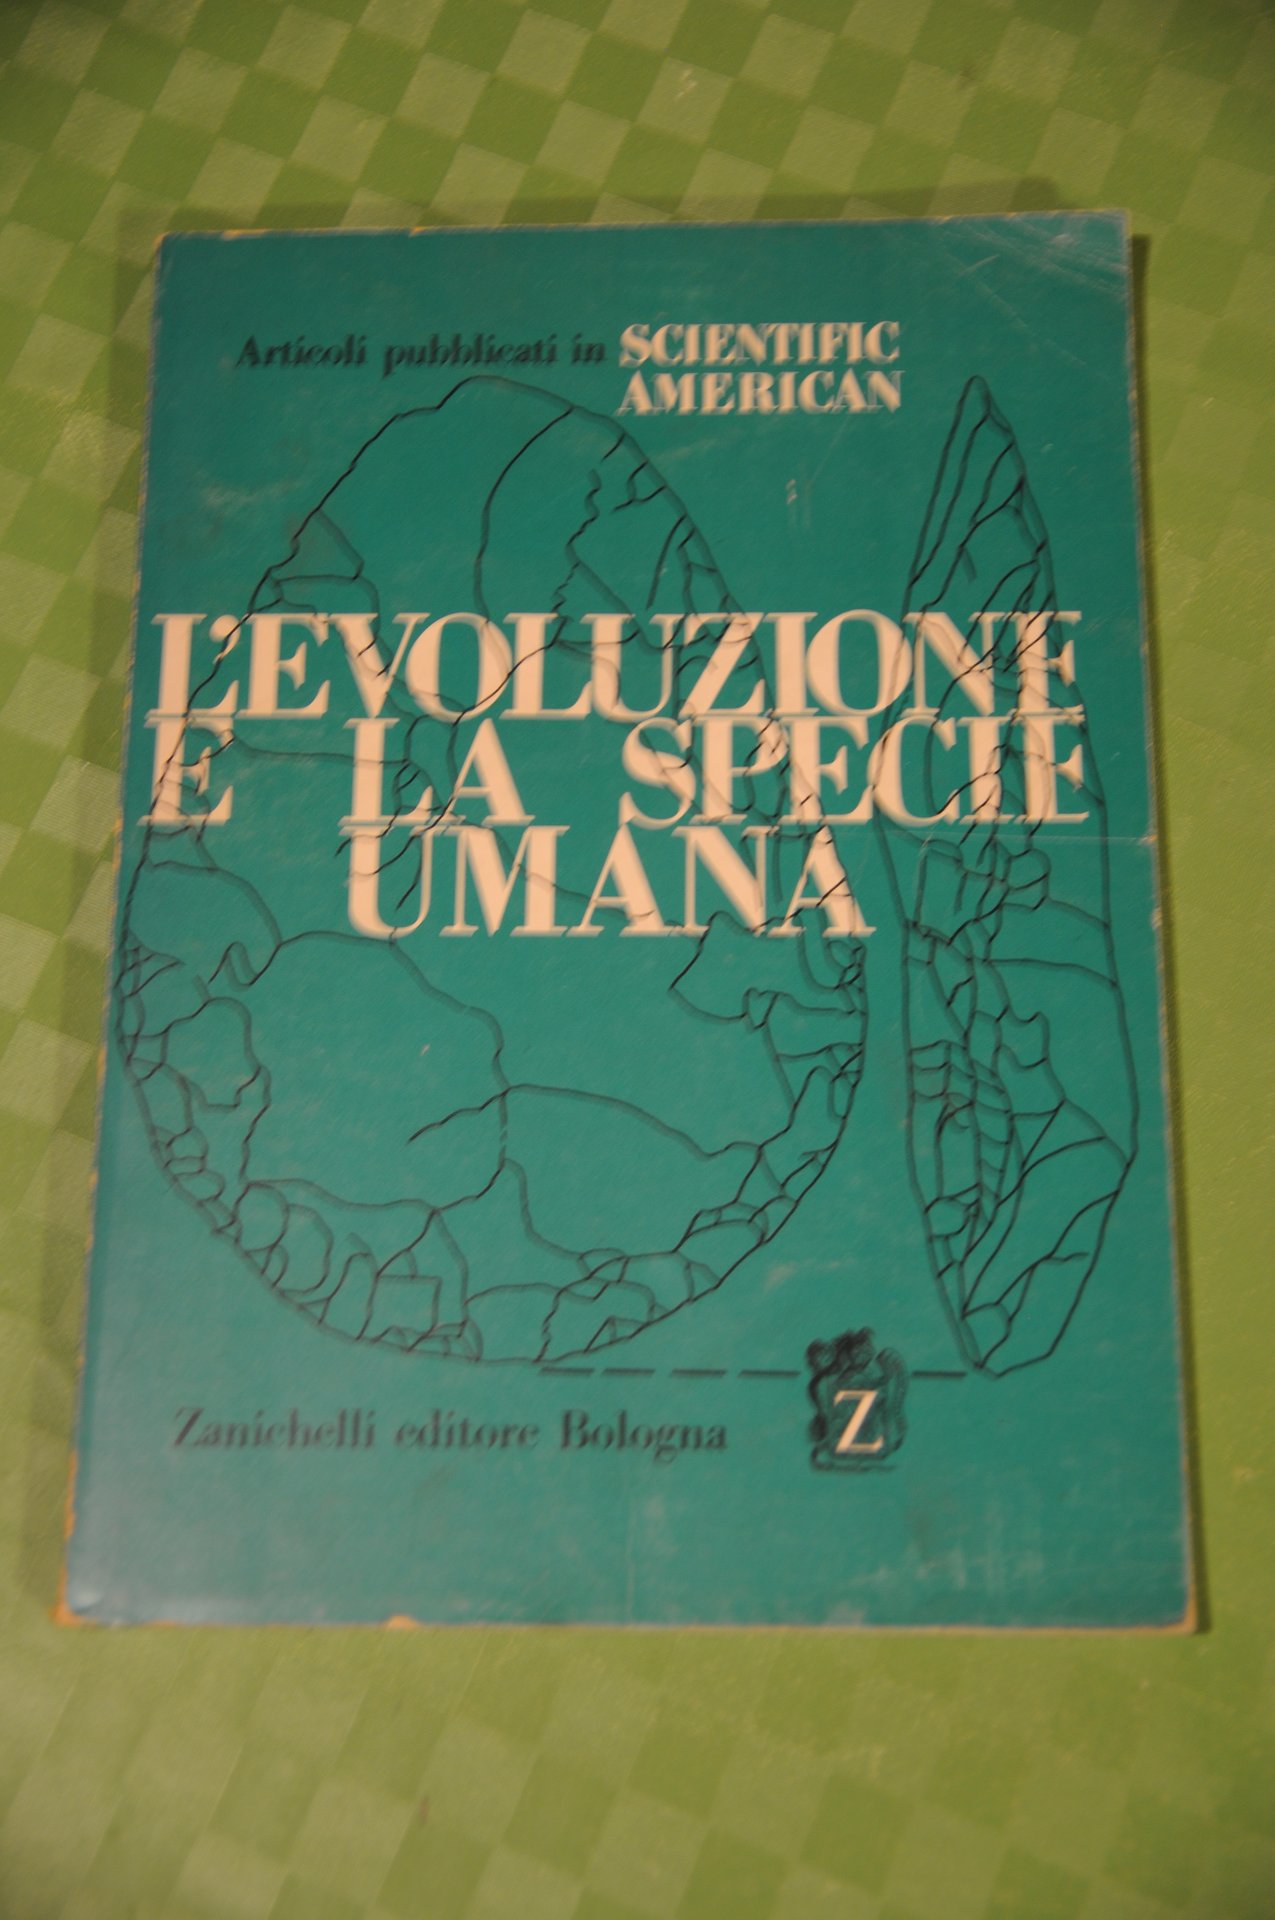 Articoli pubblicati in SCIENTIFIC
AMERICAN
L'EVOLUZIONE
E LA SPECIE
UMANA
Zanichelli editore Bologna
Z